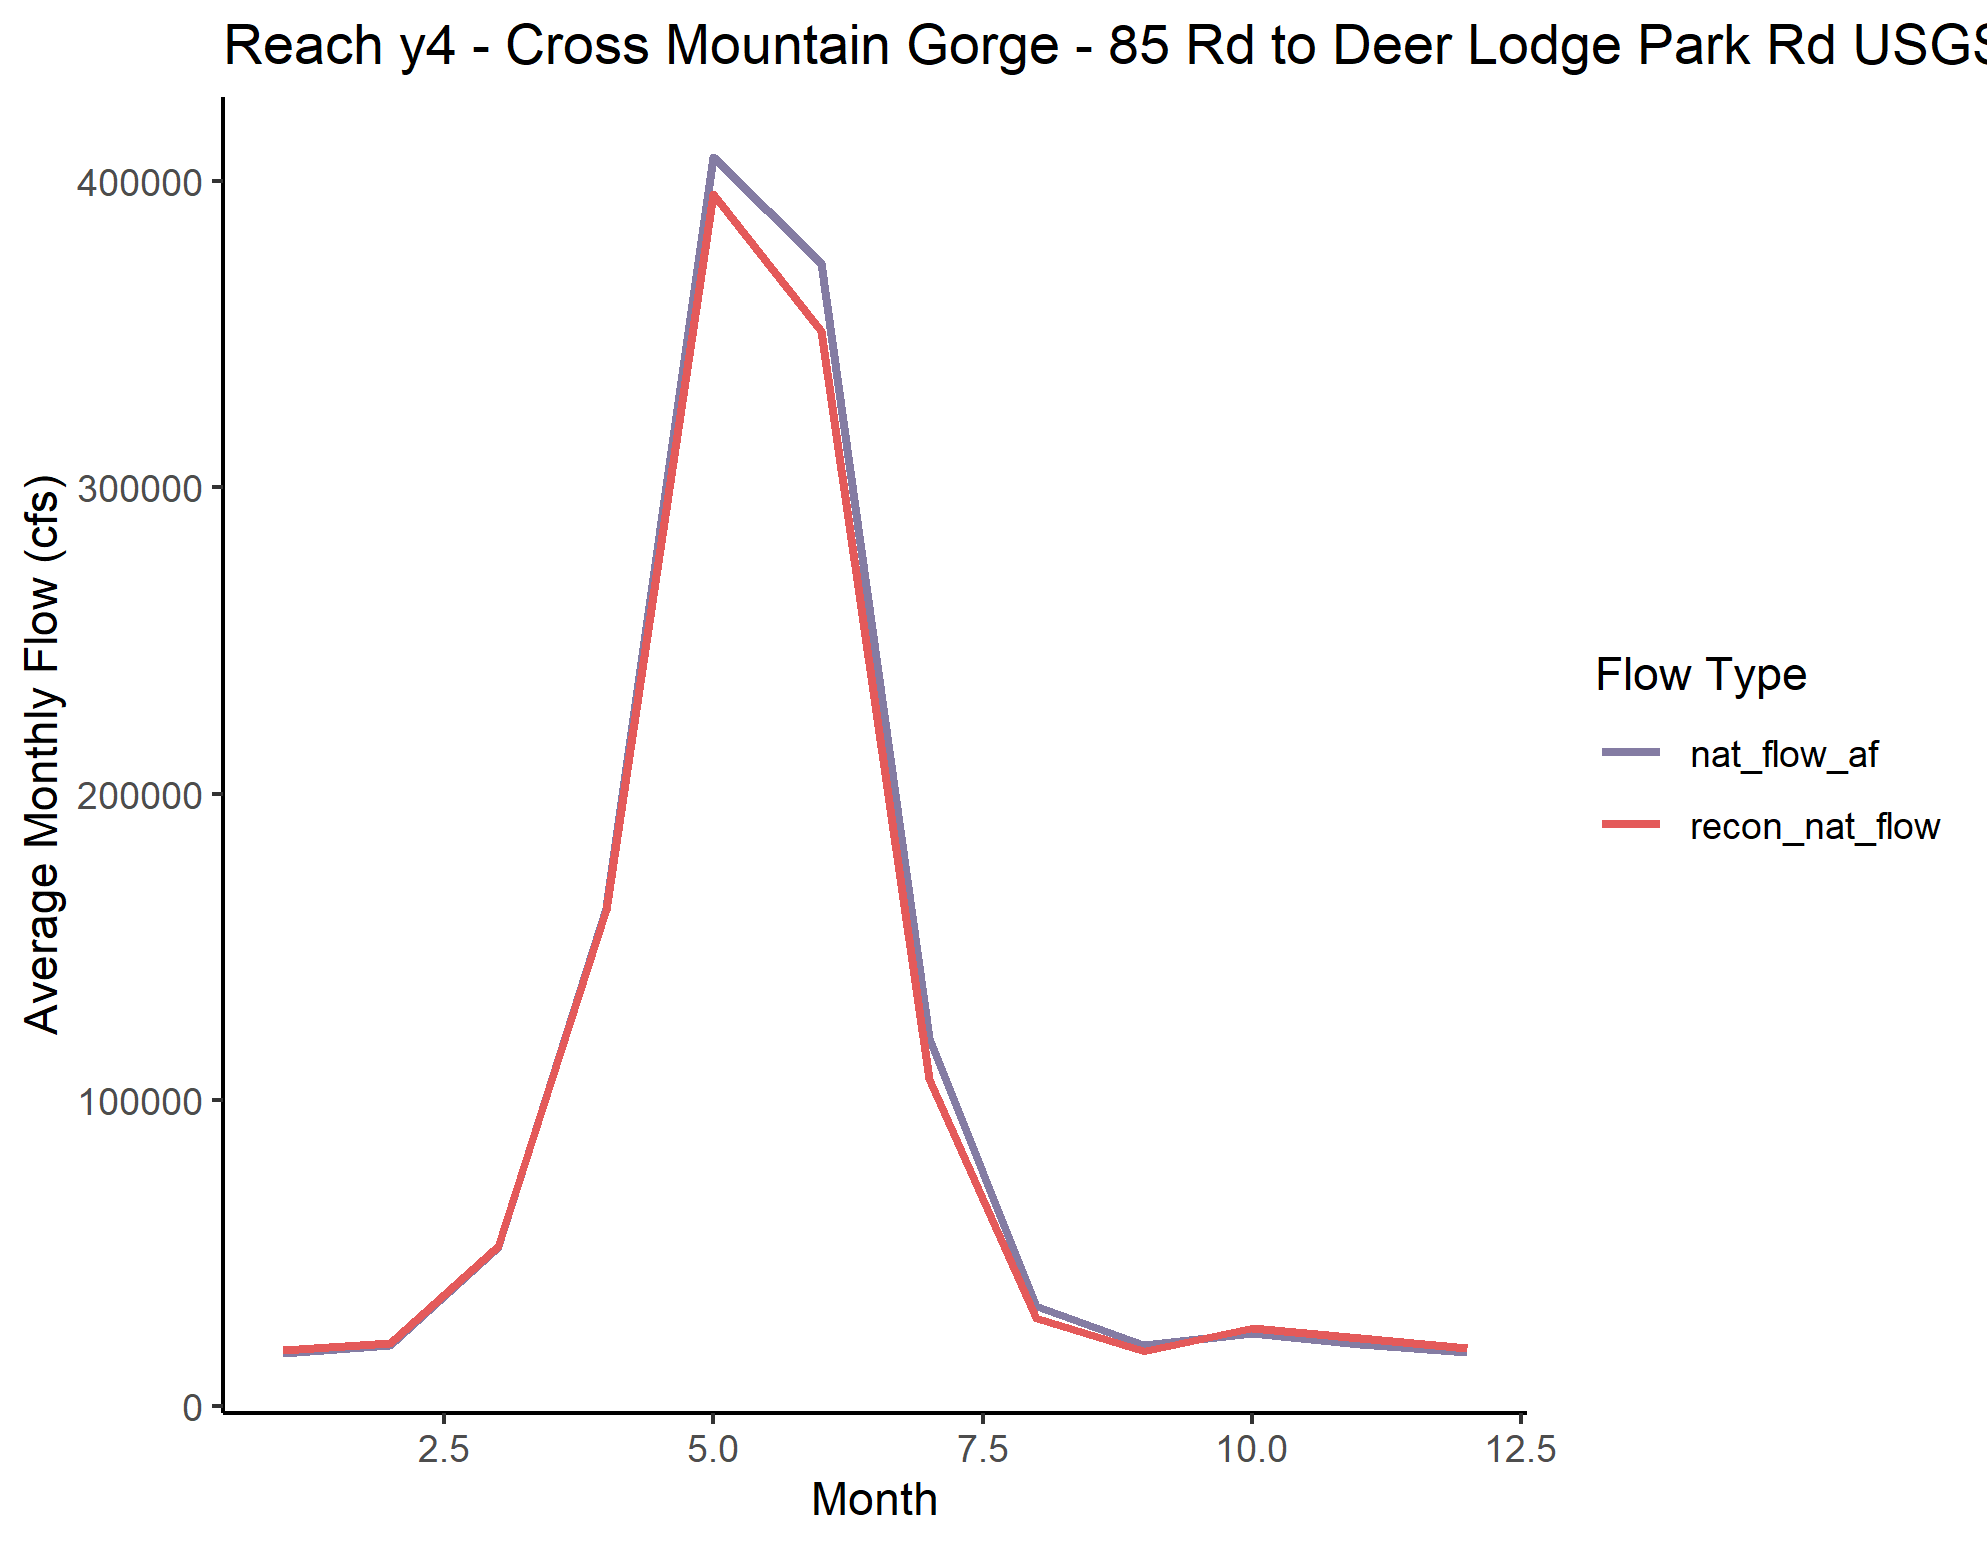 Reach y4 - Cross Mountain Gorge - 85 Rd to Deer Lodge Park Rd USGS
Average Monthly Flow (cfs)
400000
300000
200000
100000
0
2.5 5.0 7.5 10.0 12.5
Month
Flow Type
nat_flow_af
recon_nat_flow